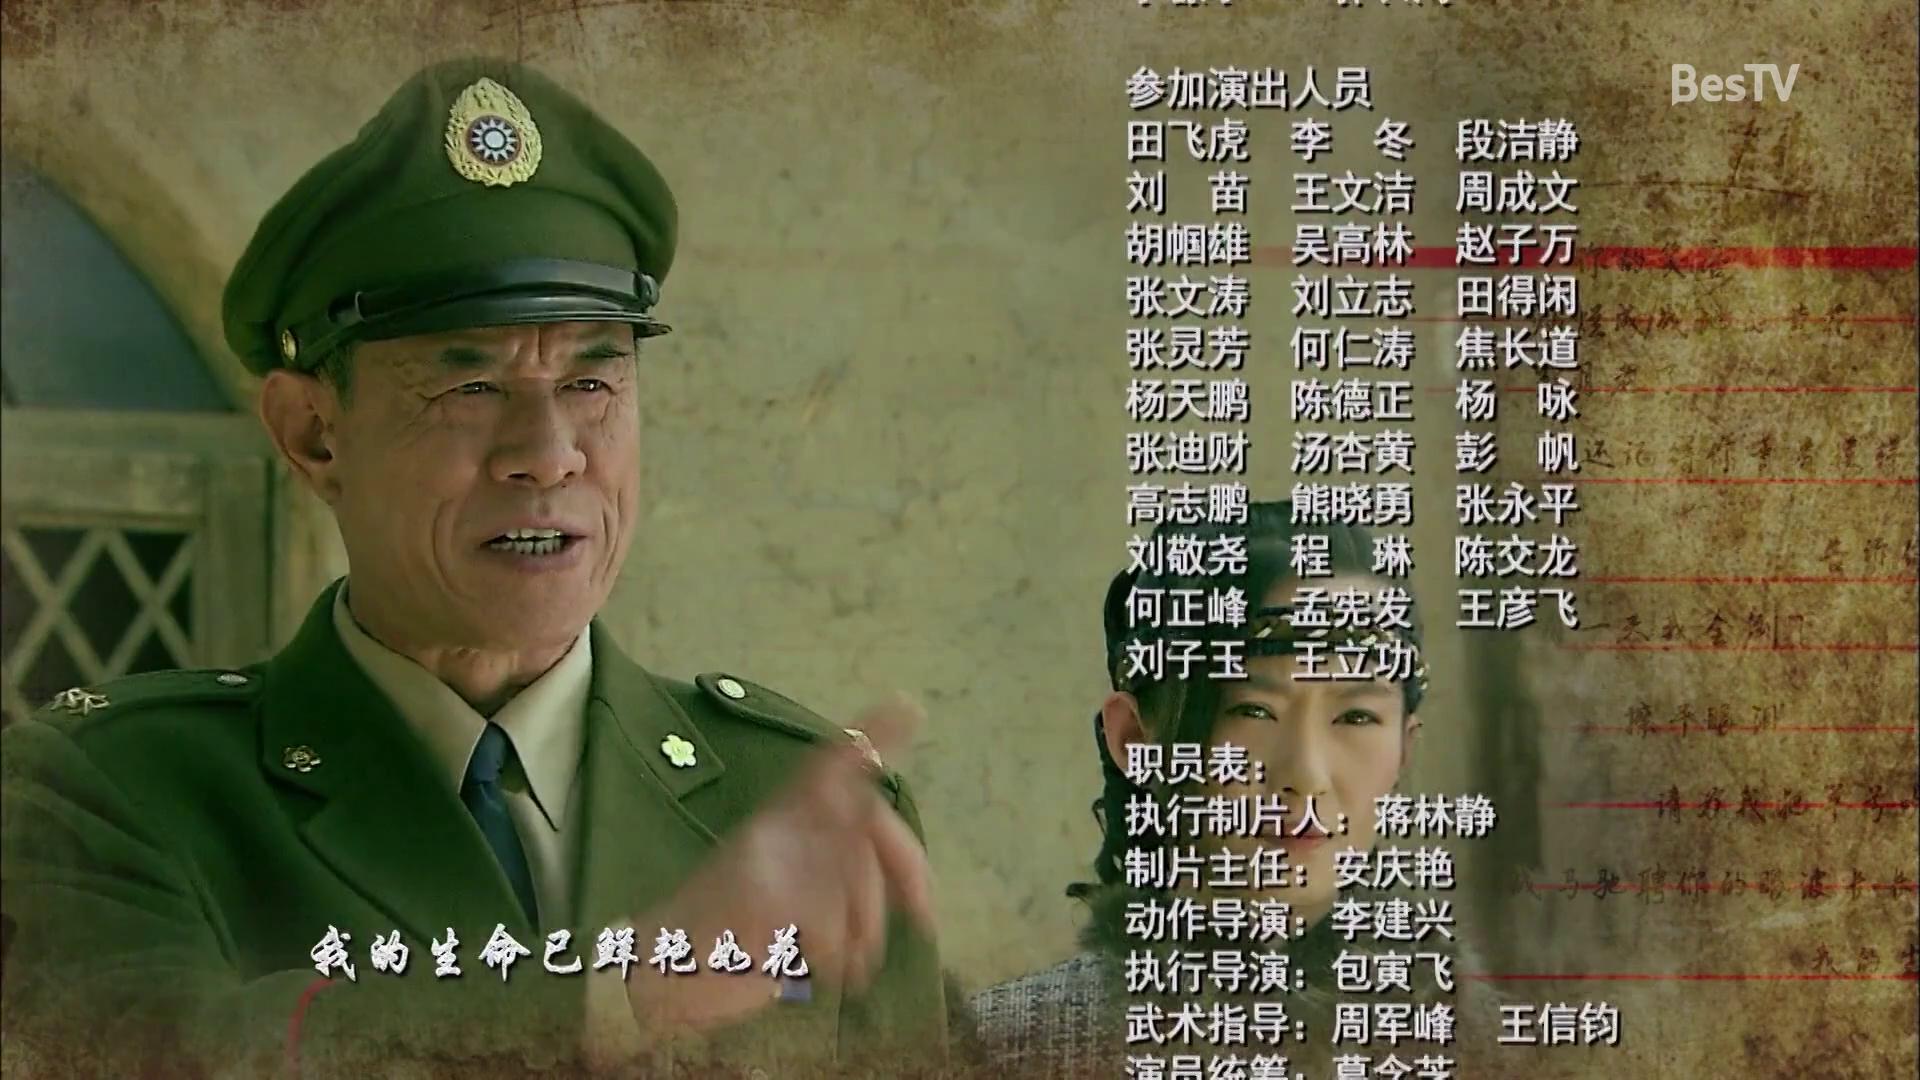 BesTV
参加演出人员
田飞虎 李 冬 段洁静
刘 苗 王文洁 周成文
胡帼雄 吴高林 赵子万
张文涛 刘立志 田得闲
张灵芳 何仁涛 焦长道
杨天鹏 陈德正 杨 咏
张迪财 汤杏黄 彭 帆
高志鹏 熊晓勇 张永平
刘敬尧 程 琳 陈交龙
何正峰 孟宪发 王彦飞
刘子玉 王立功
职员表：
执行制片人：蒋林静
制片主任：安庆艳
动作导演：李建兴
执行导演：包寅飞
武术指导：周军峰 王信钧
演员统筹：
我的生命已鲜艳如花